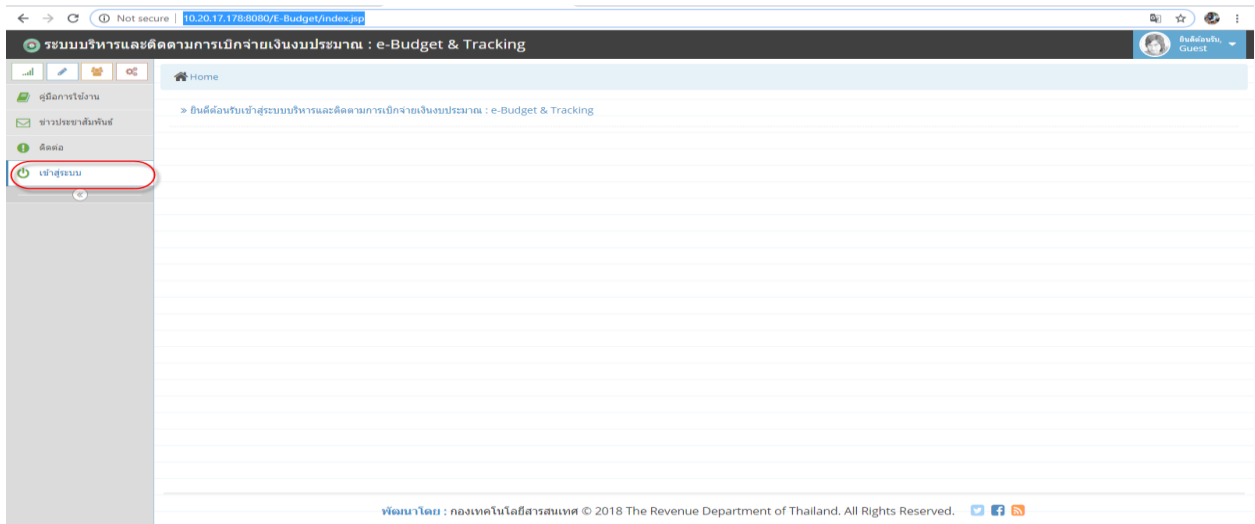 Not secure | 10.20.17.178:8080/E-Budget/index.jsp
ระบบบริหารและติดตามการเบิกจ่ายเงินงบประมาณ : e-Budget & Tracking
ยินดีต้อนรับ,
Guest
Home
คู่มือการใช้งาน
» ยินดีต้อนรับเข้าสู่ระบบบริหารและติดตามการเบิกจ่ายเงินงบประมาณ : e-Budget & Tracking
ข่าวประชาสัมพันธ์
ติดต่อ
เข้าสู่ระบบ
พัฒนาโดย : กองเทคโนโลยีสารสนเทศ © 2018 The Revenue Department of Thailand. All Rights Reserved.